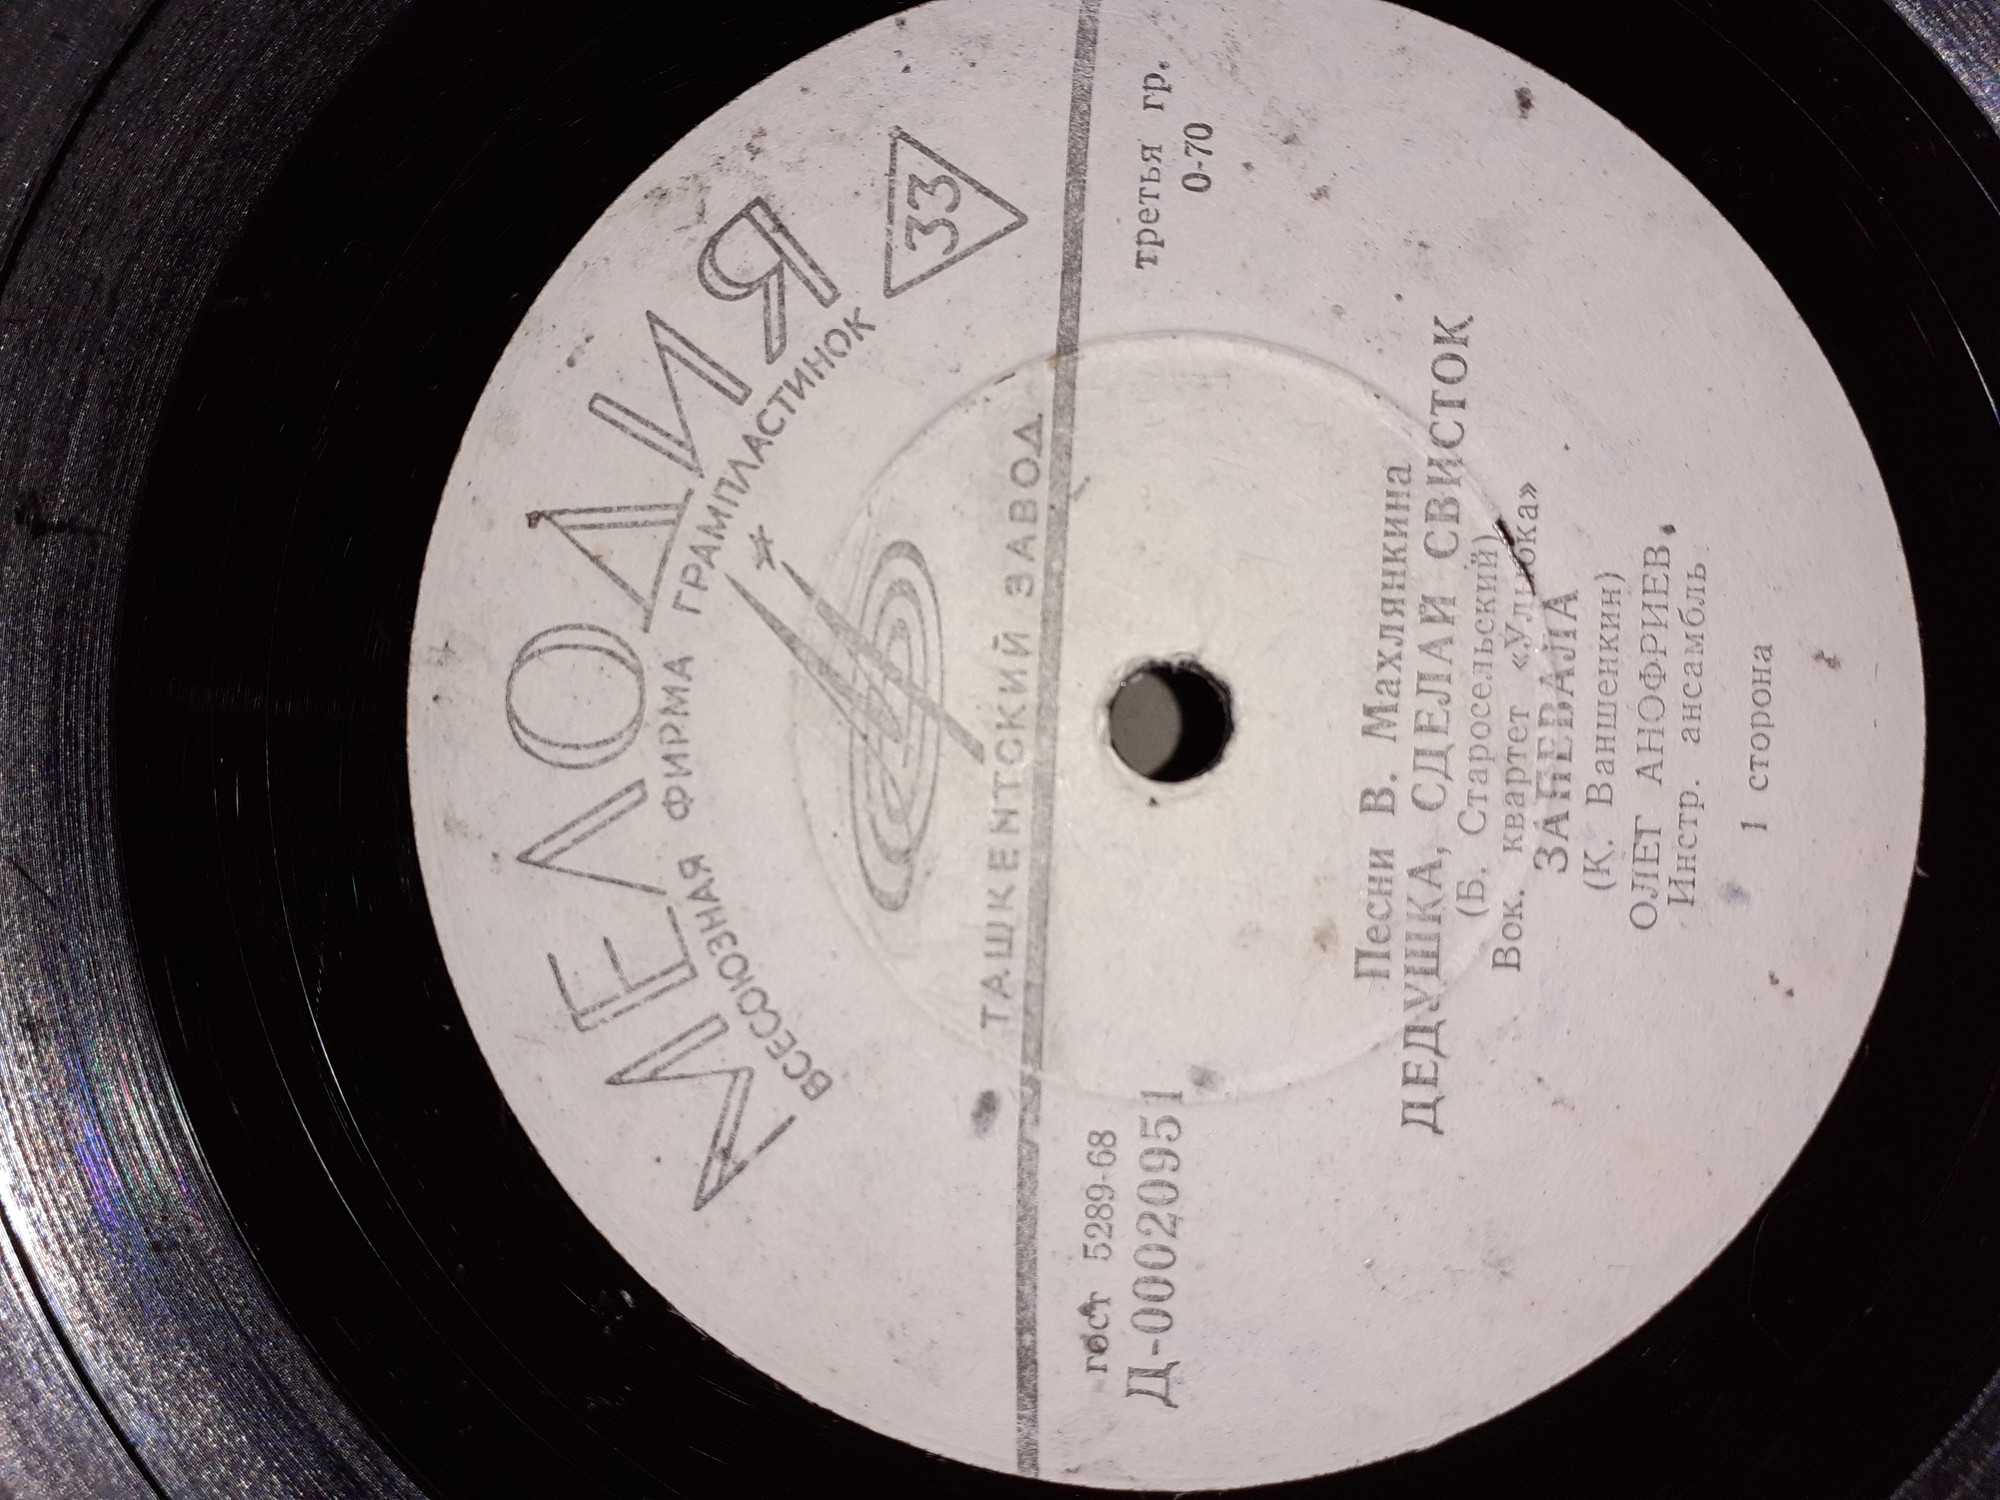 МЕЛОДИЯ
ВСЕСОЮЗНАЯ ФИРМА ГРАМПЛАСТИНОК
33
ТАШКЕНТСКИЙ ЗАВОД
ГОСТ 5289-68
Д-00020951
третья гр.
0-70
Песни В. Махлянкина
ДЕДУШКА, СДЕЛАЙ СВИСТОК
(Б. Старосельский)
Вок. квартет «Улыбка»
ЗАПЕВАЛА
(К. Ваншенкин)
ОЛЕГ АНОФРИЕВ.
Инстр. ансамбль
1 сторона